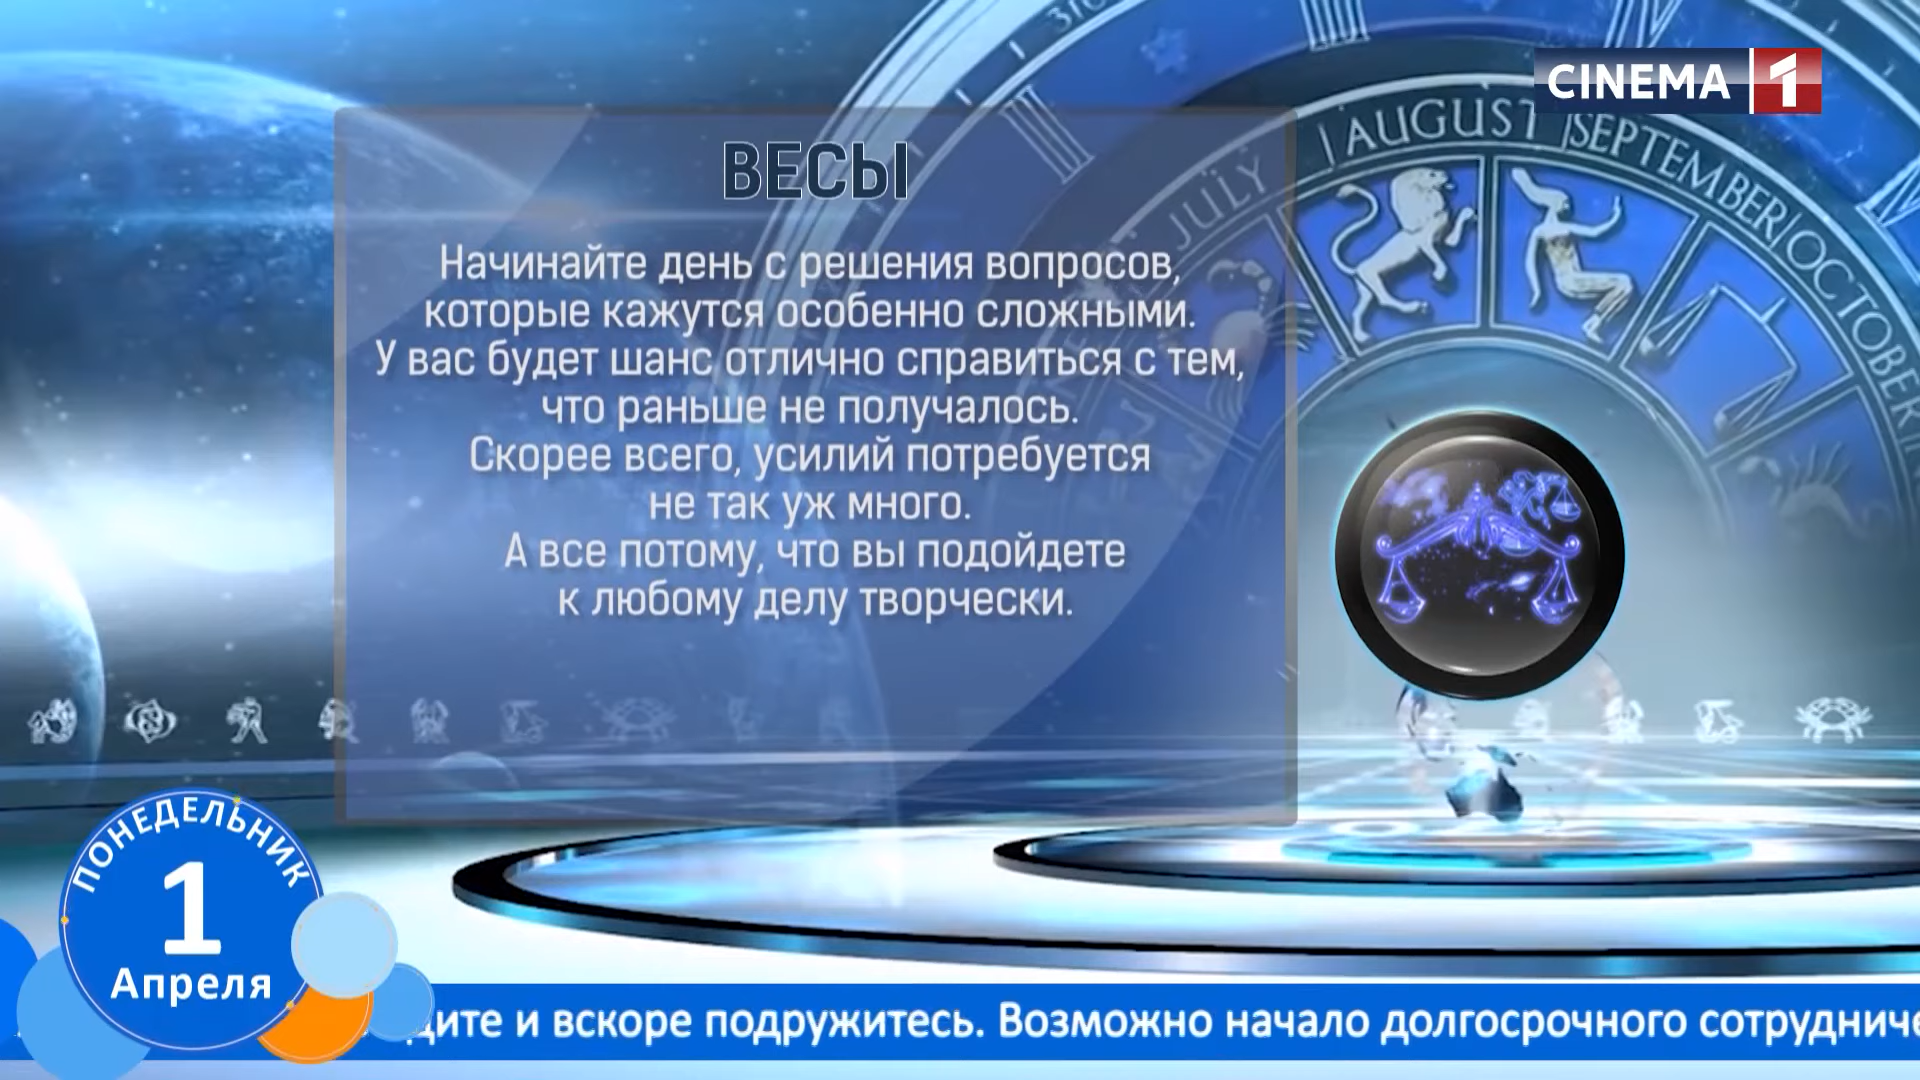 CINEMA 1
JULY
AUGUST
SEPTEMBER
OCTOBER
ВЕСЫ
Начинайте день с решения вопросов,
которые кажутся особенно сложными.
У вас будет шанс отлично справиться с тем,
что раньше не получалось.
Скорее всего, усилий потребуется
не так уж много.
А все потому, что вы подойдете
к любому делу творчески.
ПОНЕДЕЛЬНИК
1
Апреля
дите и вскоре подружитесь. Возможно начало долгосрочного сотрудниче